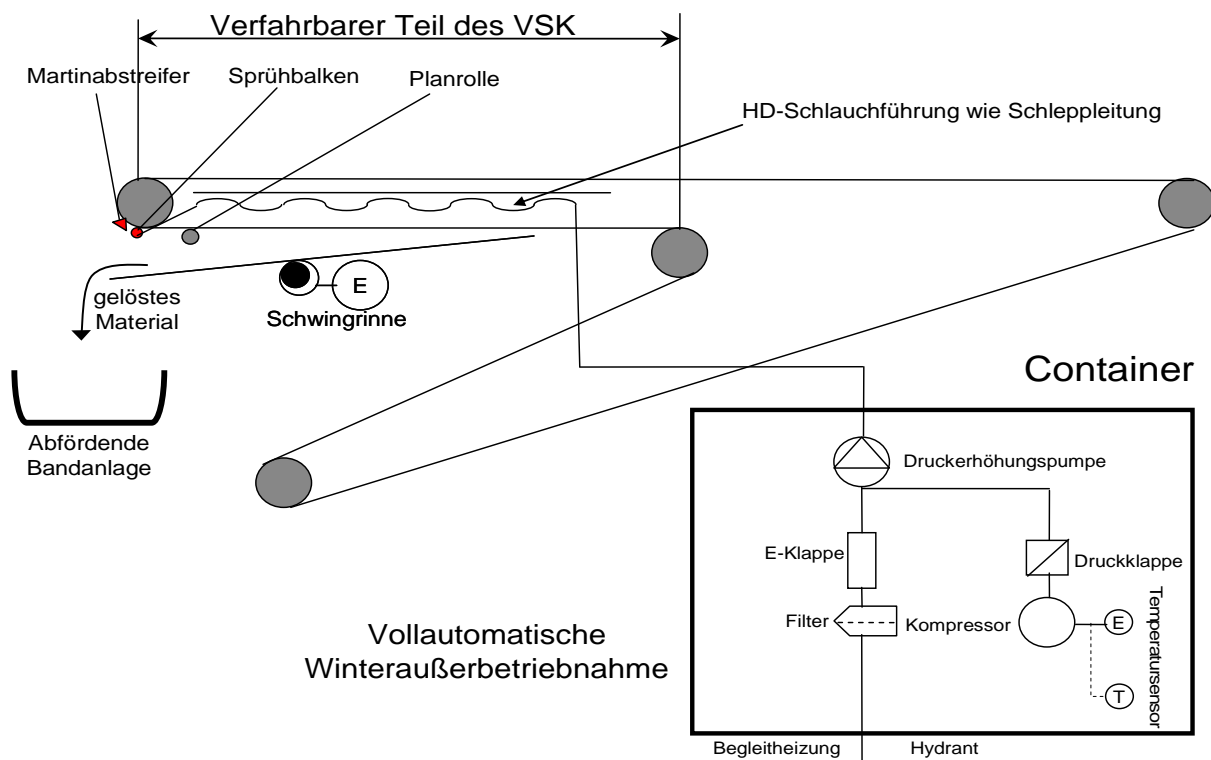 Verfahrbarer Teil des VSK
Martinabstreifer
Sprühbalken
Planrolle
HD-Schlauchführung wie Schleppleitung
gelöstes
Material
E
Schwingrinne
Abfördende
Bandanlage
Container
Druckerhöhungspumpe
E-Klappe
Druckklappe
Filter
Kompressor
E
T
Temperatursensor
Vollautomatische
Winteraußerbetriebnahme
Begleitheizung
Hydrant